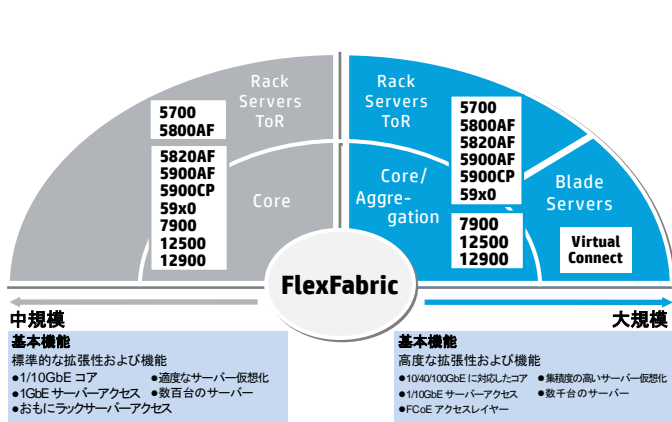 Rack
Servers
ToR
5700
5800AF
5820AF
5900AF
5900CP
59x0
7900
12500
12900
Core
Rack
Servers
ToR
5700
5800AF
5820AF
5900AF
5900CP
59x0
Core/
Aggre-
gation
7900
12500
12900
Blade
Servers
Virtual
Connect
FlexFabric
中規模
大規模
基本機能
標準的な拡張性および機能
●1/10GbE コア ●適度なサーバー仮想化
●1GbE サーバーアクセス ●数百台のサーバー
●おもにラックサーバーアクセス
基本機能
高度な拡張性および機能
●10/40/100GbE に対応したコア ●集積度の高いサーバー仮想化
●1/10GbE サーバーアクセス ●数千台のサーバー
●FCoE アクセスレイヤー